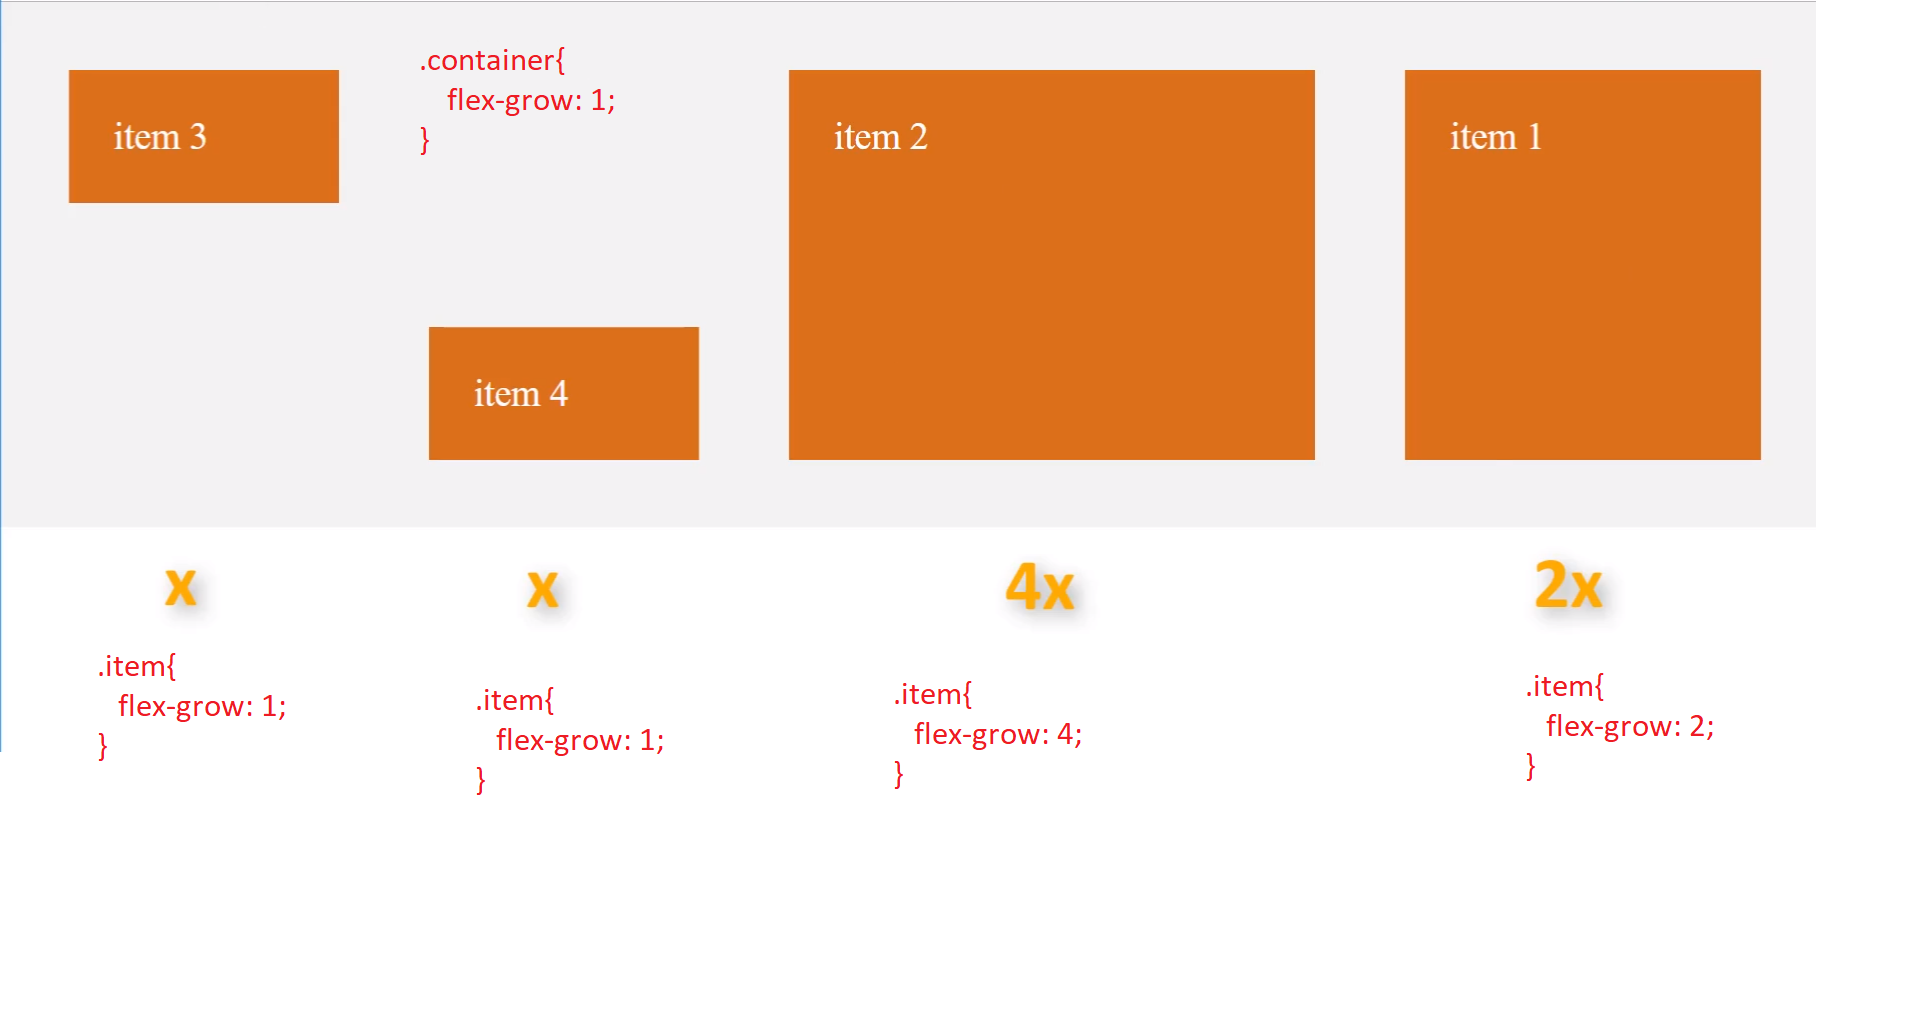 .container{
flex-grow: 1;
}
item 3
item 2
item 1
item 4
x
x
4x
2x
.item{
flex-grow: 1;
}
.item{
flex-grow: 1;
}
.item{
flex-grow: 4;
}
.item{
flex-grow: 2;
}